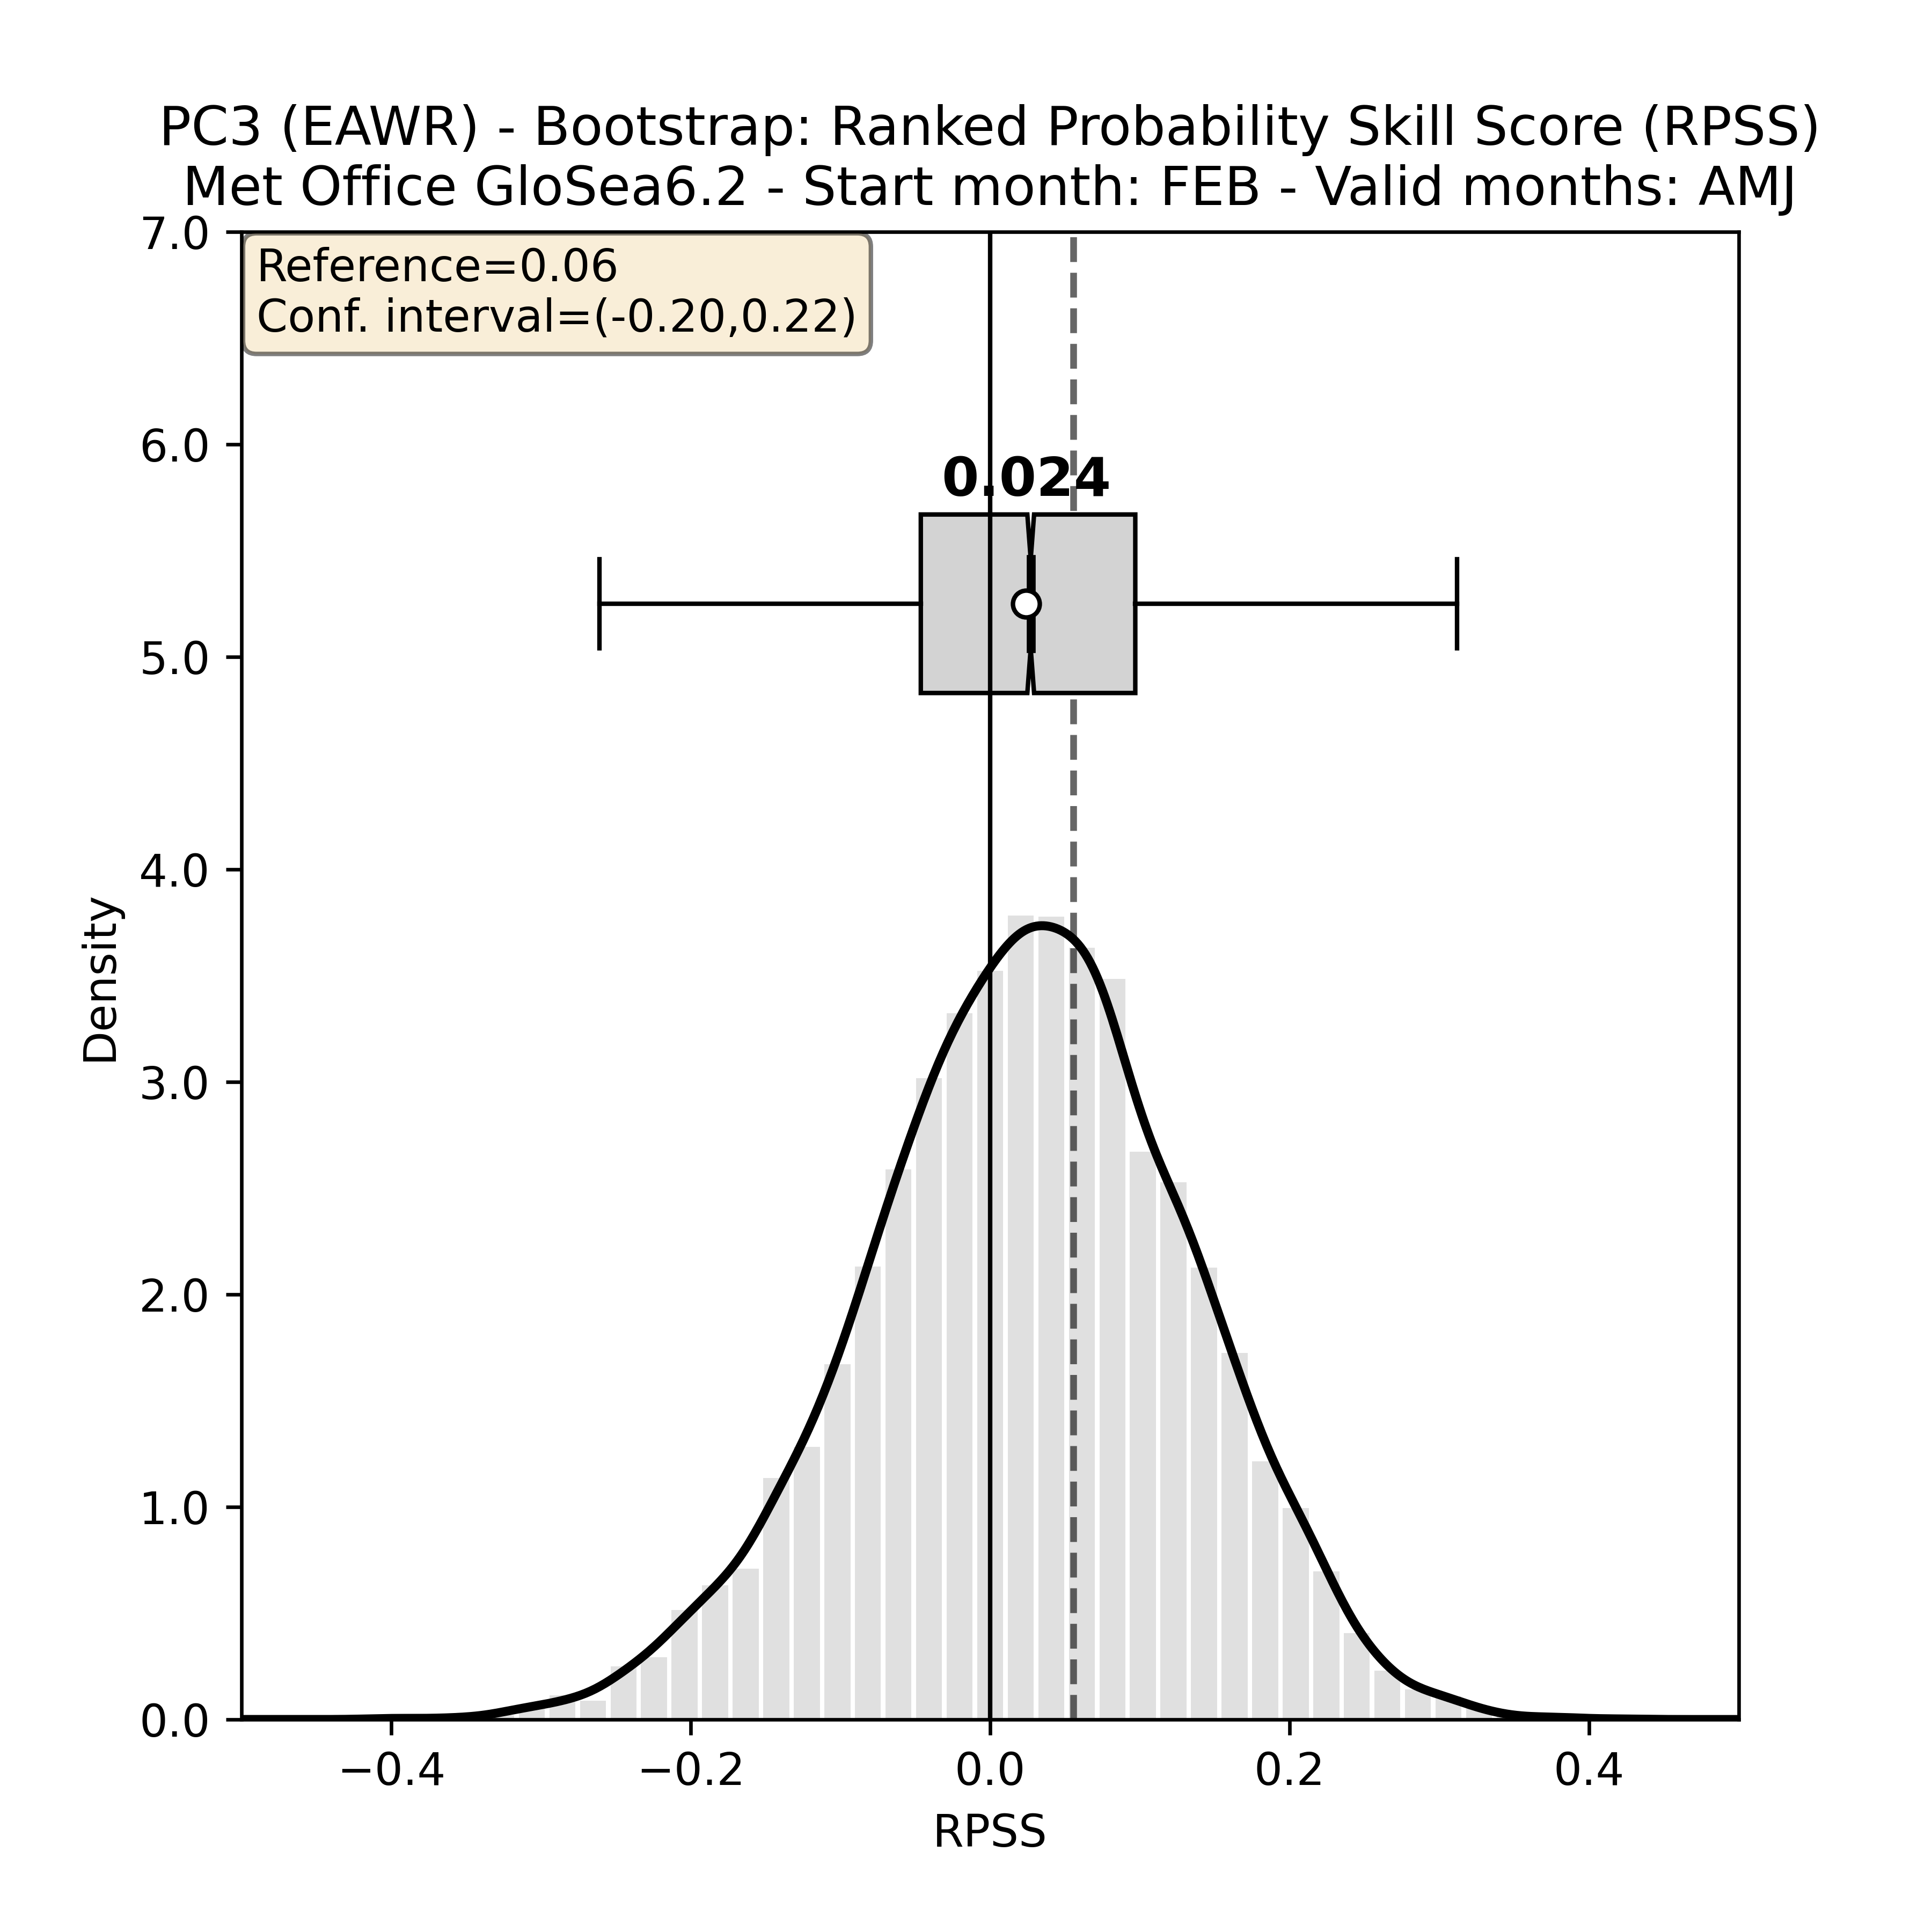 PC3 (EAWR) - Bootstrap: Ranked Probability Skill Score (RPSS)
Met Office GloSea6.2 - Start month: FEB - Valid months: AMJ
7.0
Reference=0.06
Conf. interval=(-0.20,0.22)
6.0
0.024
5.0
4.0
Density
3.0
2.0
1.0
0.0
−0.4 −0.2 0.0 0.2 0.4
RPSS